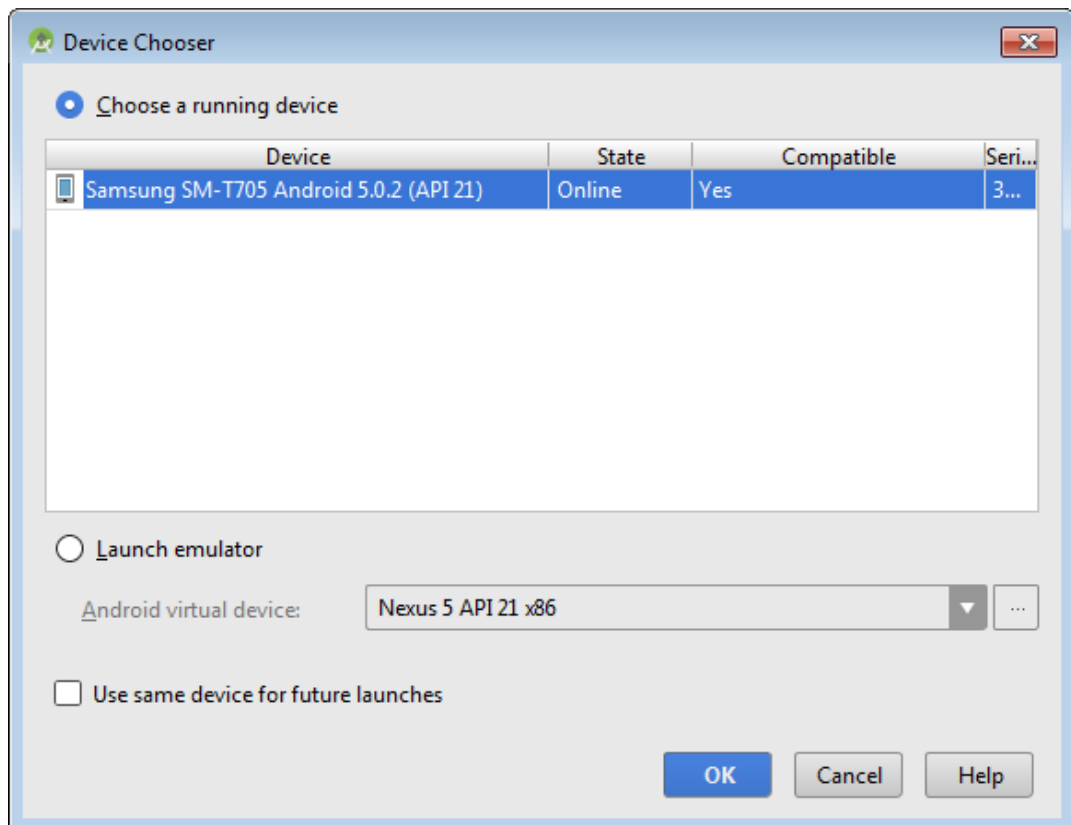 Device Chooser
Choose a running device
Device State Compatible Seri...
Samsung SM-T705 Android 5.0.2 (API 21) Online Yes 3...
Launch emulator
Android virtual device: Nexus 5 API 21 x86 ...
Use same device for future launches
OK Cancel Help